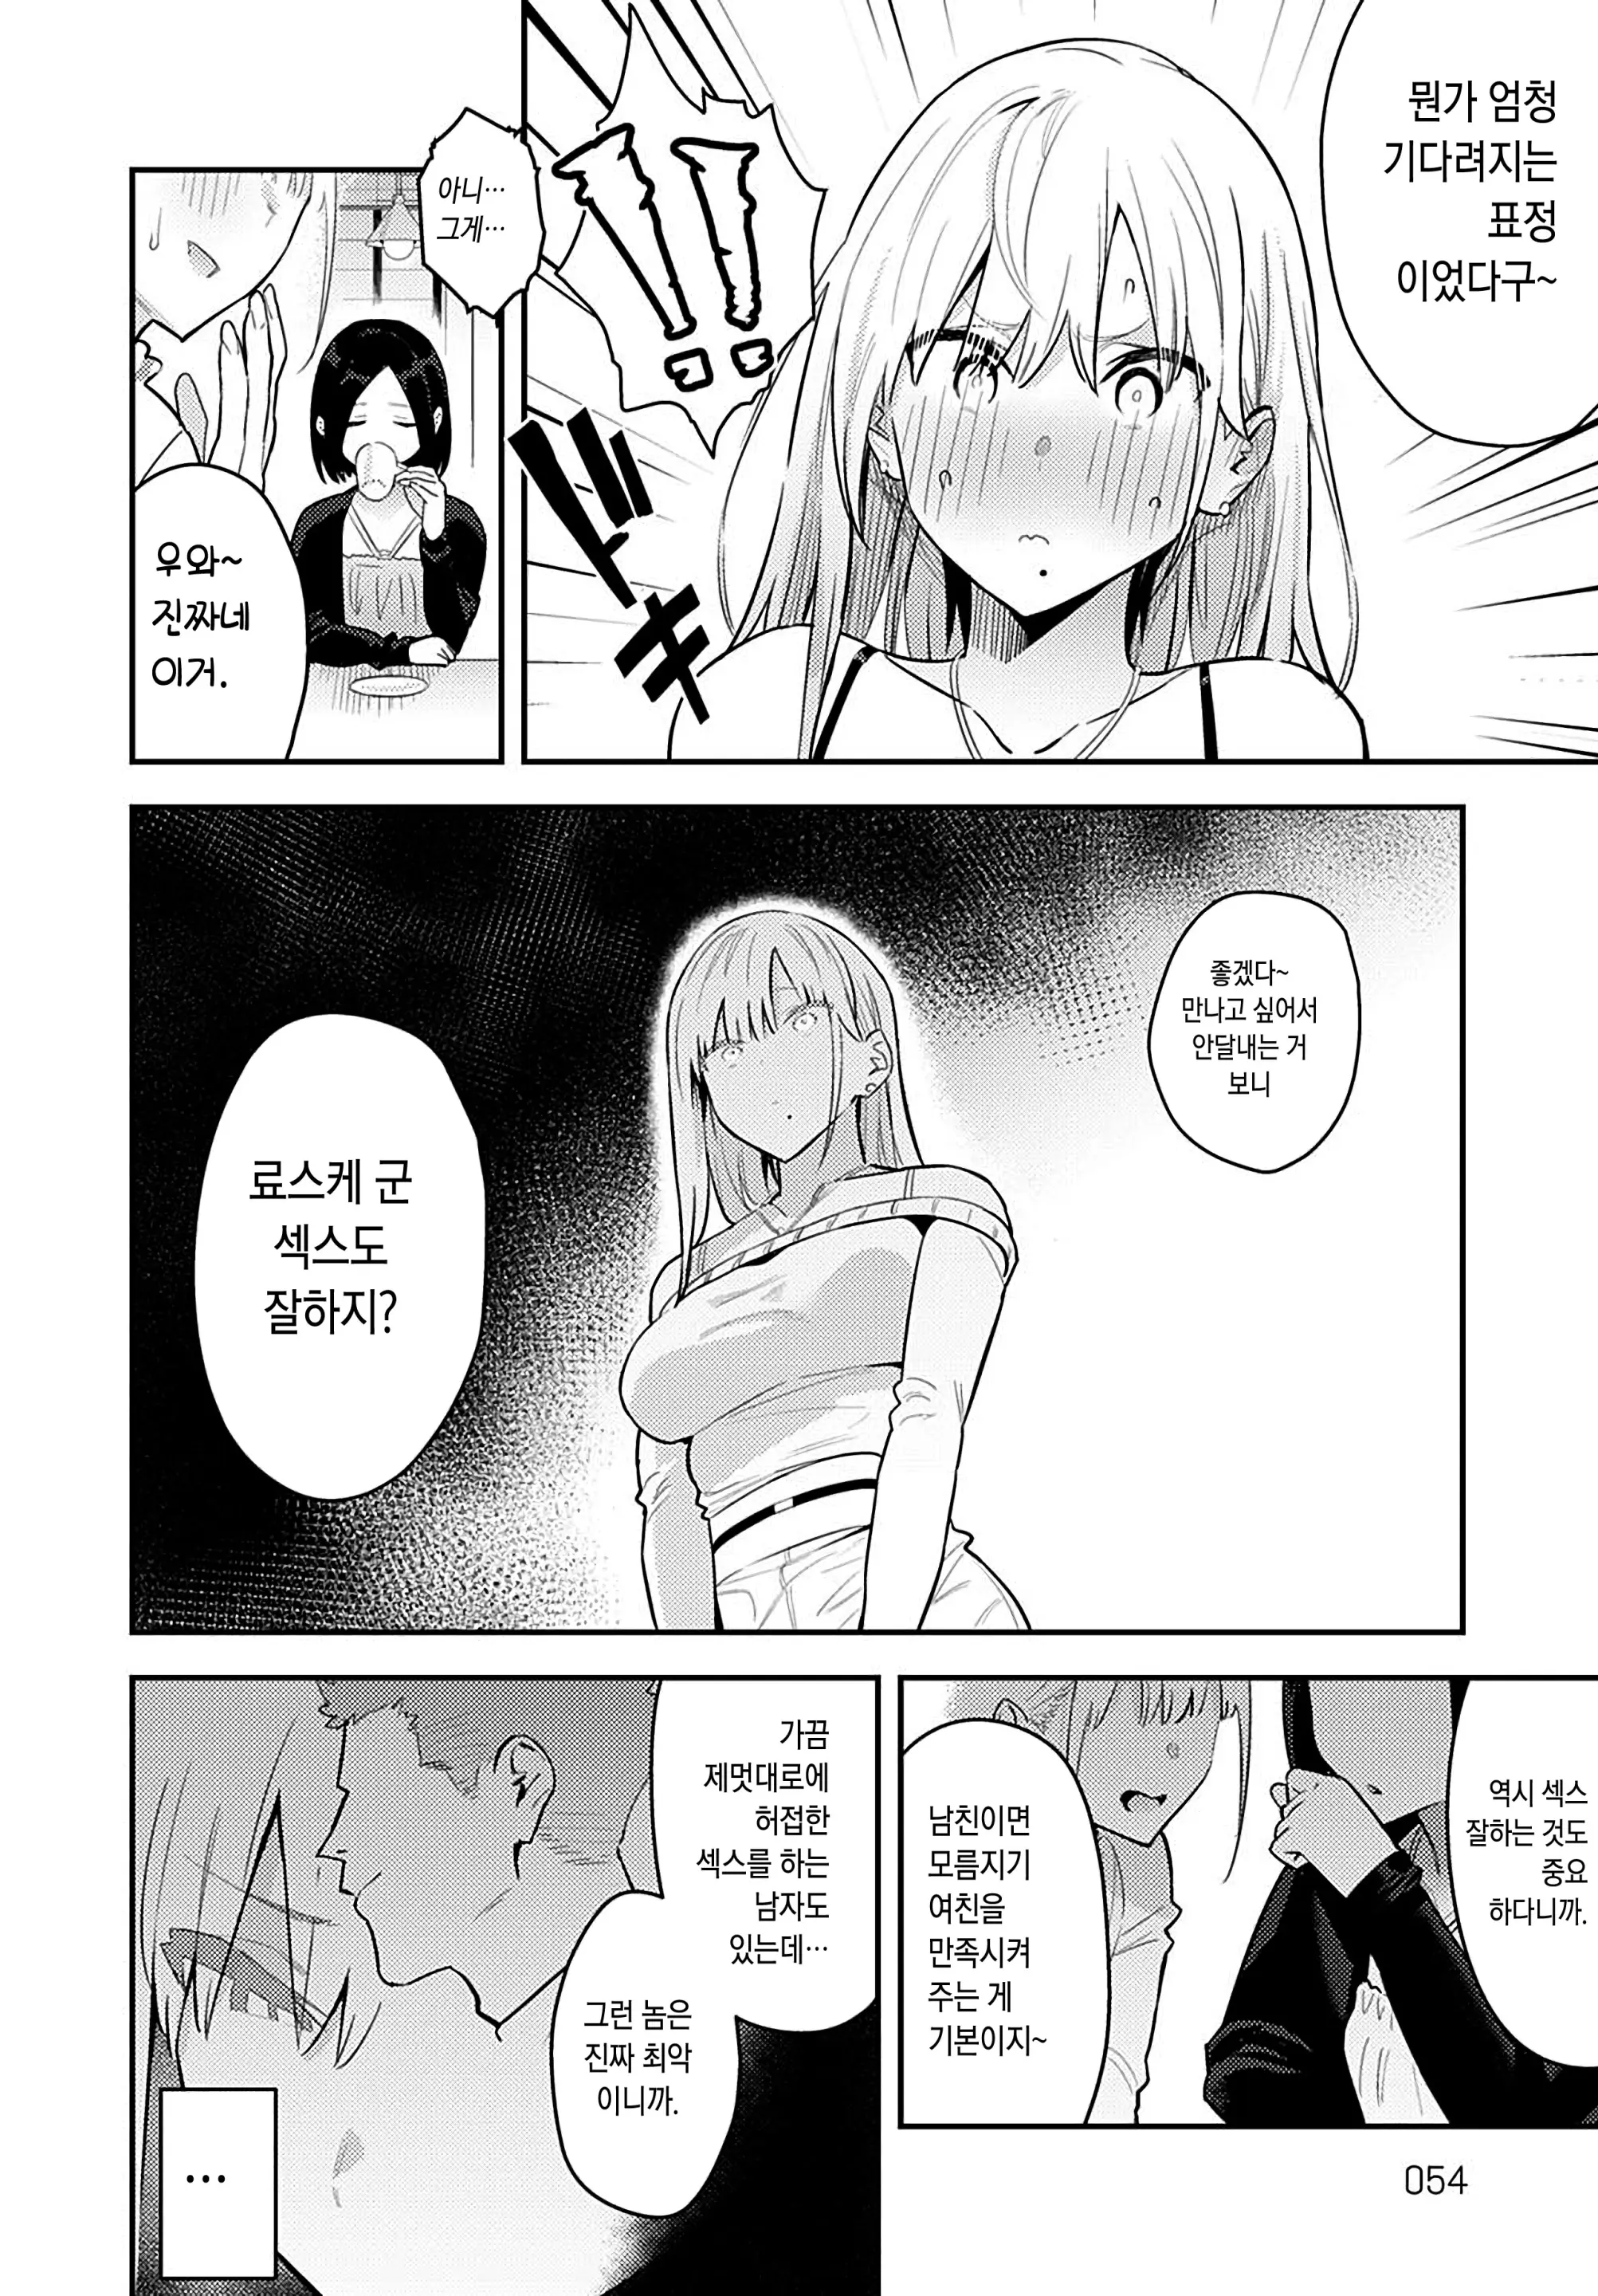 뭔가 엄청
기다려지는
표정
이었다구~
!!
ドキッ
아니…
그게…
우와~
진짜네
이거.
좋겠다~
만나고 싶어서
안달내는 거
보니
료스케 군
섹스도
잘하지?
역시 섹스
잘하는 것도
중요
하다니까.
남친이면
모름지기
여친을
만족시켜
주는 게
기본이지~
가끔
제멋대로에
허접한
섹스를 하는
남자도
있는데…
그런 놈은
진짜 최악
이니까.
…
054